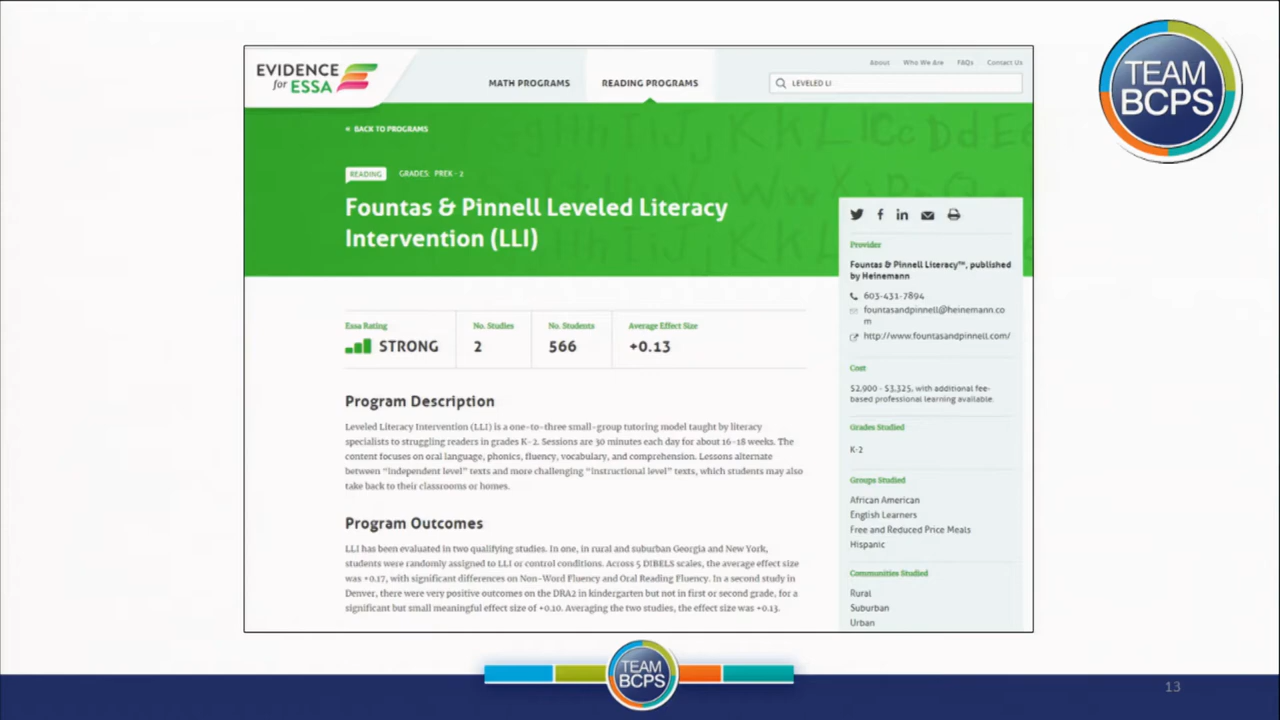 EVIDENCE
for ESSA
MATH PROGRAMS
READING PROGRAMS
About Who We Are FAQs Contact Us
LEVELED LI
TEAM
BCPS
« BACK TO PROGRAMS
READING GRADES: PREK - 2
Fountas & Pinnell Leveled Literacy
Intervention (LLI)
Essa Rating
STRONG
No. Studies
2
No. Students
566
Average Effect Size
+0.13
Program Description
Leveled Literacy Intervention (LLI) is a one-to-three small-group tutoring model taught by literacy
specialists to struggling readers in grades K-2. Sessions are 30 minutes each day for about 16-18 weeks. The
content focuses on oral language, phonics, fluency, vocabulary, and comprehension. Lessons alternate
between “independent level” texts and more challenging “instructional level” texts, which students may also
take back to their classrooms or homes.
Program Outcomes
LLI has been evaluated in two qualifying studies. In one, in rural and suburban Georgia and New York,
students were randomly assigned to LLI or control conditions. Across 5 DIBELS scales, the average effect size
was +0.17, with significant differences on Non-Word Fluency and Oral Reading Fluency. In a second study in
Denver, there were very positive outcomes on the DRA2 in kindergarten but not in first or second grade, for a
significant but small meaningful effect size of +0.10. Averaging the two studies, the effect size was +0.13.
Provider
Fountas & Pinnell Literacy™, published
by Heinemann
603-431-7894
fountasandpinnell@heinemann.co
m
http://www.fountasandpinnell.com/
Cost
$2,900 - $3,325, with additional fee-
based professional learning available.
Grades Studied
K-2
Groups Studied
African American
English Learners
Free and Reduced Price Meals
Hispanic
Communities Studied
Rural
Suburban
Urban
TEAM
BCPS
13